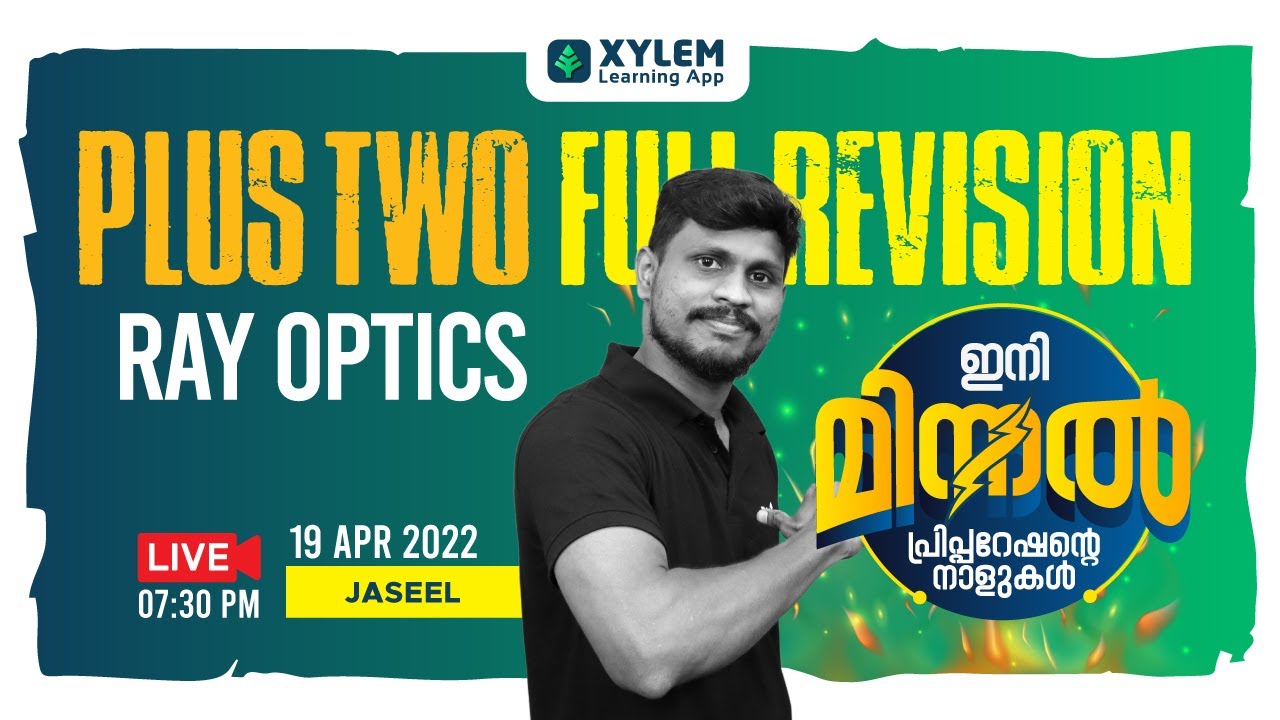 XYLEM
Learning App
PLUS TWO FULL REVISION
RAY OPTICS
LIVE
07:30 PM
19 APR 2022
JASEEL
ഇനി
മിന്നൽ
പ്രിപ്പറേഷന്റെ
നാളുകൾ